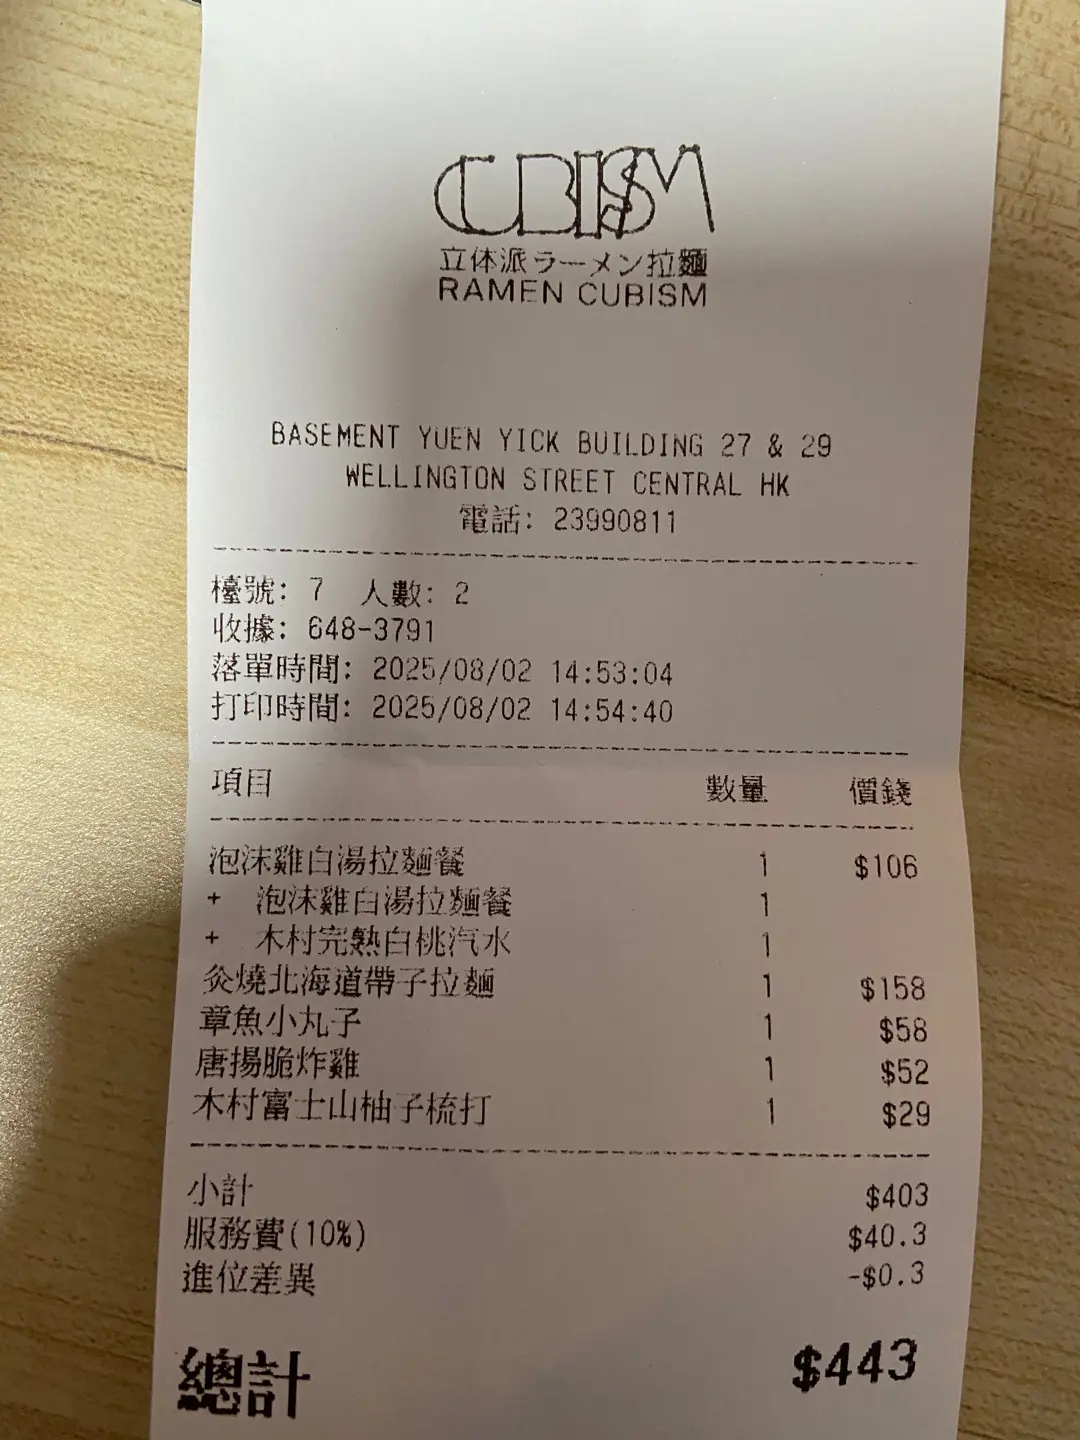 CUBISM
立体派ラーメン拉麵
RAMEN CUBISM
BASEMENT YUEN YICK BUILDING 27 & 29
WELLINGTON STREET CENTRAL HK
電話: 23990811
檯號: 7 人數: 2
收據: 648-3791
落單時間: 2025/08/02 14:53:04
打印時間: 2025/08/02 14:54:40
項目 數量 價錢
泡沫雞白湯拉麵餐 1 $106
+ 泡沫雞白湯拉麵餐 1
+ 木村完熟白桃汽水 1
炎燒北海道帶子拉麵 1 $158
章魚小丸子 1 $58
唐揚脆炸雞 1 $52
木村富士山柚子梳打 1 $29
小計 $403
服務費(10%) $40.3
進位差異 -$0.3
總計 $443